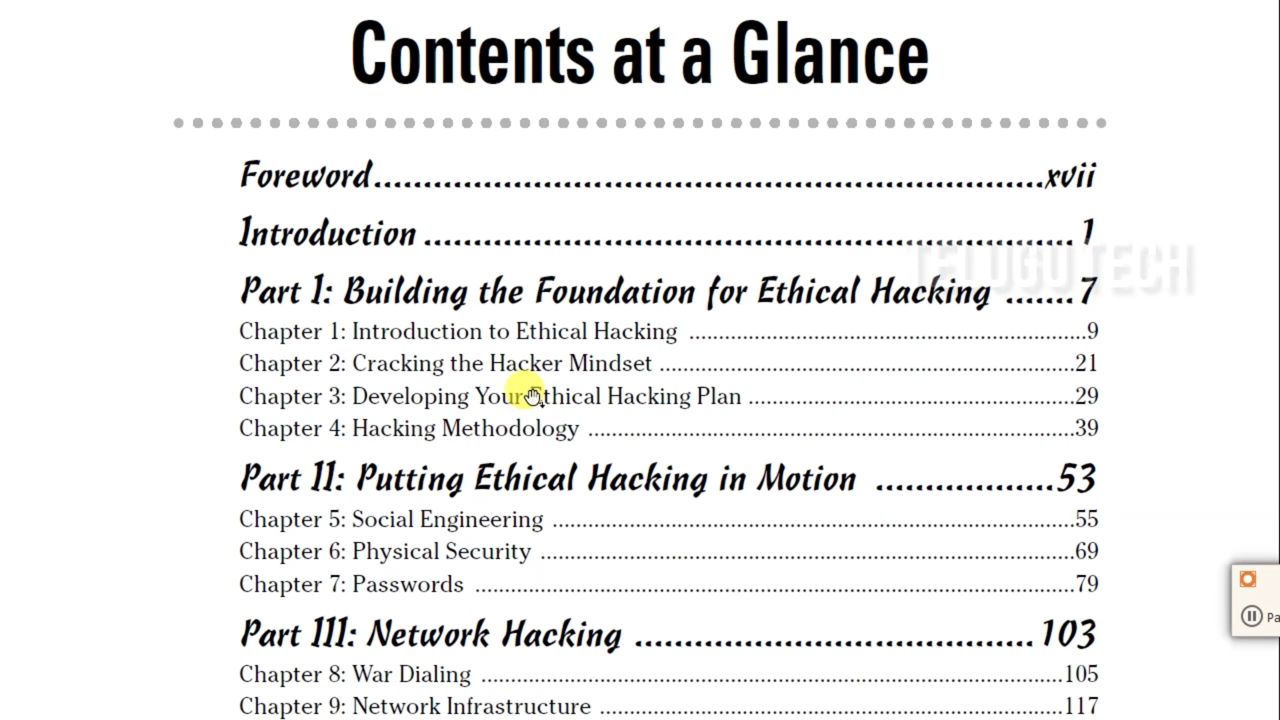 Contents at a Glance
Foreword......................................................................xvii
Introduction .................................................................. 1
TELUGU TECH
Part I: Building the Foundation for Ethical Hacking .......7
Chapter 1: Introduction to Ethical Hacking ..................................................................9
Chapter 2: Cracking the Hacker Mindset ......................................................................21
Chapter 3: Developing Your Ethical Hacking Plan .......................................................29
Chapter 4: Hacking Methodology .................................................................................39
Part II: Putting Ethical Hacking in Motion ..................53
Chapter 5: Social Engineering ......................................................................................55
Chapter 6: Physical Security ........................................................................................69
Chapter 7: Passwords ..................................................................................................79
Part III: Network Hacking ........................................103
Chapter 8: War Dialing ...............................................................................................105
Chapter 9: Network Infrastructure ..............................................................................117
Pa